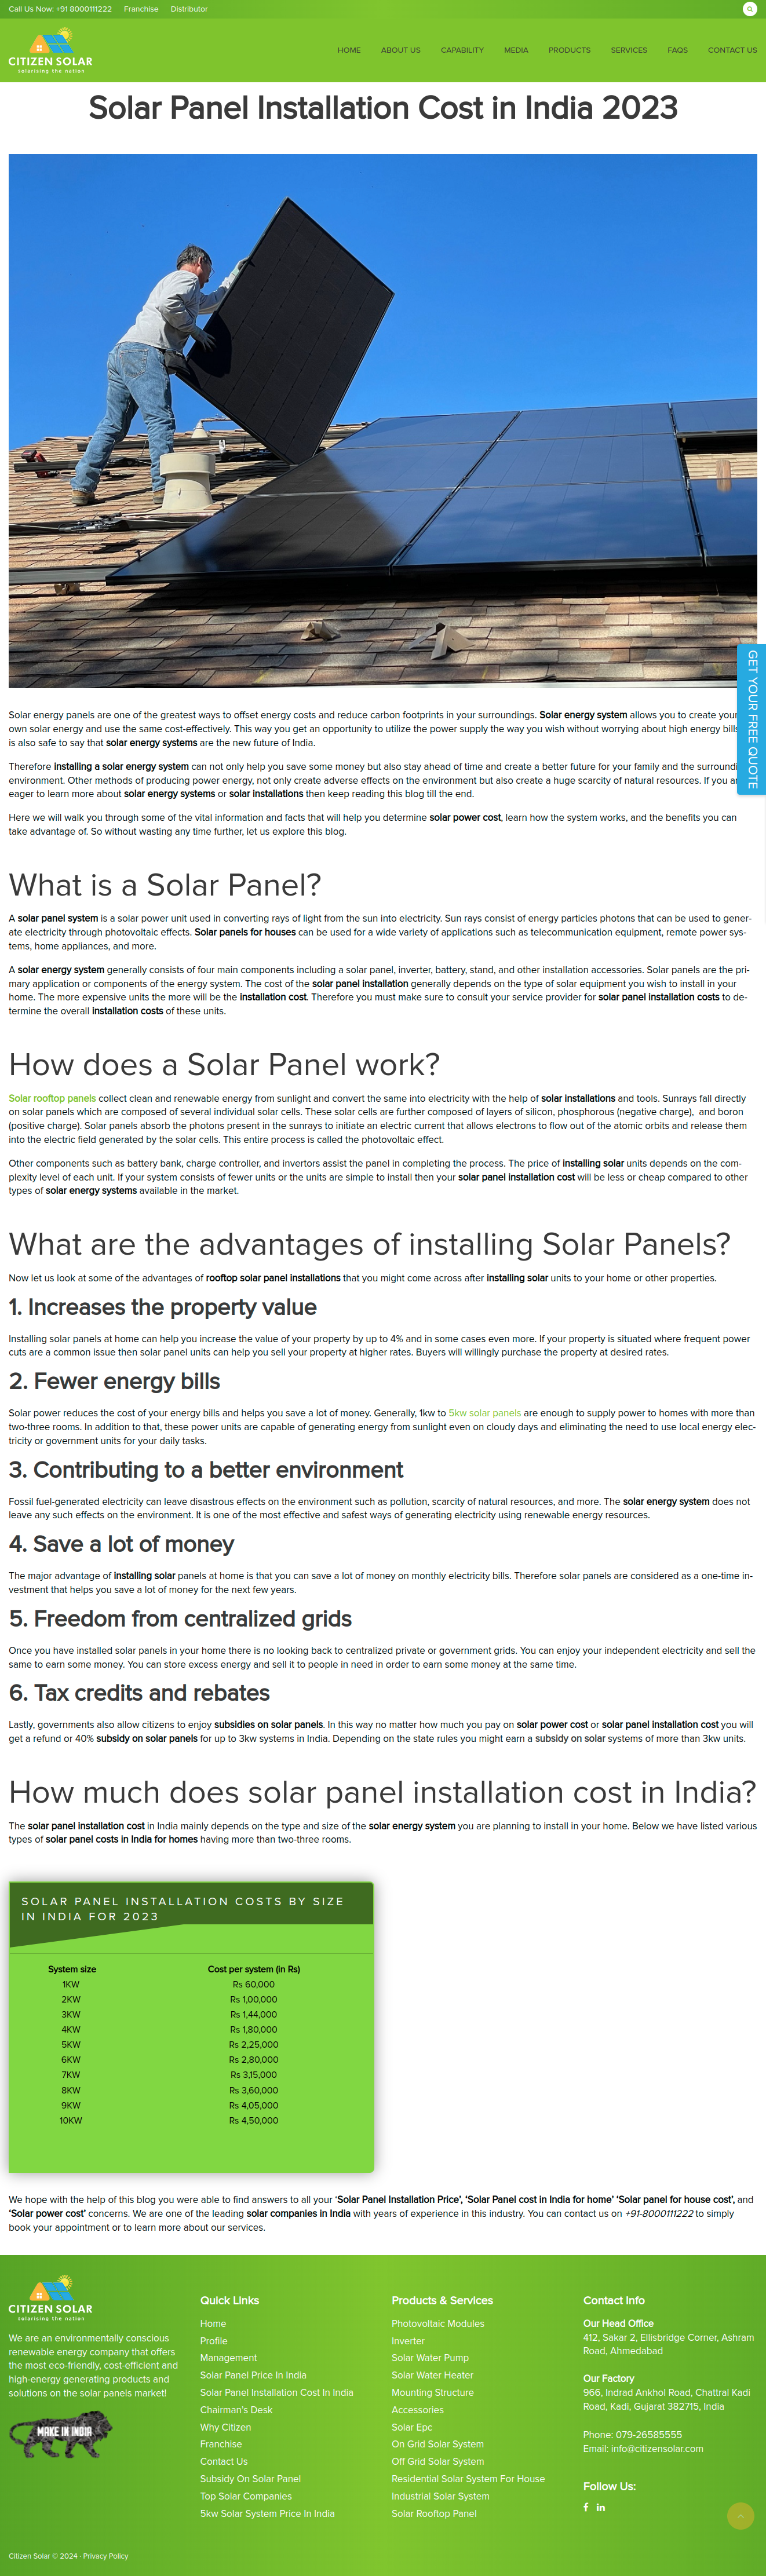 Call Us Now: +91 8000111222 Franchise Distributor
CITIZEN SOLAR
solarising the nation
HOME ABOUT US CAPABILITY MEDIA PRODUCTS SERVICES FAQS CONTACT US
Solar Panel Installation Cost in India 2023
GET YOUR FREE QUOTE
Solar energy panels are one of the greatest ways to offset energy costs and reduce carbon footprints in your surroundings. Solar energy system allows you to create your
own solar energy and use the same cost-effectively. This way you get an opportunity to utilize the power supply the way you wish without worrying about high energy bills
is also safe to say that solar energy systems are the new future of India.
Therefore installing a solar energy system can not only help you save some money but also stay ahead of time and create a better future for your family and the surroundi
environment. Other methods of producing power energy, not only create adverse effects on the environment but also create a huge scarcity of natural resources. If you ar
eager to learn more about solar energy systems or solar installations then keep reading this blog till the end.
Here we will walk you through some of the vital information and facts that will help you determine solar power cost, learn how the system works, and the benefits you can
take advantage of. So without wasting any time further, let us explore this blog.
What is a Solar Panel?
A solar panel system is a solar power unit used in converting rays of light from the sun into electricity. Sun rays consist of energy particles photons that can be used to gener-
ate electricity through photovoltaic effects. Solar panels for houses can be used for a wide variety of applications such as telecommunication equipment, remote power sys-
tems, home appliances, and more.
A solar energy system generally consists of four main components including a solar panel, inverter, battery, stand, and other installation accessories. Solar panels are the pri-
mary application or components of the energy system. The cost of the solar panel installation generally depends on the type of solar equipment you wish to install in your
home. The more expensive units the more will be the installation cost. Therefore you must make sure to consult your service provider for solar panel installation costs to de-
termine the overall installation costs of these units.
How does a Solar Panel work?
Solar rooftop panels collect clean and renewable energy from sunlight and convert the same into electricity with the help of solar installations and tools. Sunrays fall directly
on solar panels which are composed of several individual solar cells. These solar cells are further composed of layers of silicon, phosphorous (negative charge), and boron
(positive charge). Solar panels absorb the photons present in the sunrays to initiate an electric current that allows electrons to flow out of the atomic orbits and release them
into the electric field generated by the solar cells. This entire process is called the photovoltaic effect.
Other components such as battery bank, charge controller, and invertors assist the panel in completing the process. The price of installing solar units depends on the com-
plexity level of each unit. If your system consists of fewer units or the units are simple to install then your solar panel installation cost will be less or cheap compared to other
types of solar energy systems available in the market.
What are the advantages of installing Solar Panels?
Now let us look at some of the advantages of rooftop solar panel installations that you might come across after installing solar units to your home or other properties.
1. Increases the property value
Installing solar panels at home can help you increase the value of your property by up to 4% and in some cases even more. If your property is situated where frequent power
cuts are a common issue then solar panel units can help you sell your property at higher rates. Buyers will willingly purchase the property at desired rates.
2. Fewer energy bills
Solar power reduces the cost of your energy bills and helps you save a lot of money. Generally, 1kw to 5kw solar panels are enough to supply power to homes with more than
two-three rooms. In addition to that, these power units are capable of generating energy from sunlight even on cloudy days and eliminating the need to use local energy elec-
tricity or government units for your daily tasks.
3. Contributing to a better environment
Fossil fuel-generated electricity can leave disastrous effects on the environment such as pollution, scarcity of natural resources, and more. The solar energy system does not
leave any such effects on the environment. It is one of the most effective and safest ways of generating electricity using renewable energy resources.
4. Save a lot of money
The major advantage of installing solar panels at home is that you can save a lot of money on monthly electricity bills. Therefore solar panels are considered as a one-time in-
vestment that helps you save a lot of money for the next few years.
5. Freedom from centralized grids
Once you have installed solar panels in your home there is no looking back to centralized private or government grids. You can enjoy your independent electricity and sell the
same to earn some money. You can store excess energy and sell it to people in need in order to earn some money at the same time.
6. Tax credits and rebates
Lastly, governments also allow citizens to enjoy subsidies on solar panels. In this way no matter how much you pay on solar power cost or solar panel installation cost you will
get a refund or 40% subsidy on solar panels for up to 3kw systems in India. Depending on the state rules you might earn a subsidy on solar systems of more than 3kw units.
How much does solar panel installation cost in India?
The solar panel installation cost in India mainly depends on the type and size of the solar energy system you are planning to install in your home. Below we have listed various
types of solar panel costs in India for homes having more than two-three rooms.
SOLAR PANEL INSTALLATION COSTS BY SIZE
IN INDIA FOR 2023
System size Cost per system (in Rs)
1KW Rs 60,000
2KW Rs 1,00,000
3KW Rs 1,44,000
4KW Rs 1,80,000
5KW Rs 2,25,000
6KW Rs 2,80,000
7KW Rs 3,15,000
8KW Rs 3,60,000
9KW Rs 4,05,000
10KW Rs 4,50,000
We hope with the help of this blog you were able to find answers to all your ‘Solar Panel Installation Price’, ‘Solar Panel cost in India for home’ ‘Solar panel for house cost’, and
‘Solar power cost’ concerns. We are one of the leading solar companies in India with years of experience in this industry. You can contact us on +91-8000111222 to simply
book your appointment or to learn more about our services.
CITIZEN SOLAR
solarising the nation
We are an environmentally conscious
renewable energy company that offers
the most eco-friendly, cost-efficient and
high-energy generating products and
solutions on the solar panels market!
MAKE IN INDIA
Quick Links
Home
Profile
Management
Solar Panel Price In India
Solar Panel Installation Cost In India
Chairman's Desk
Why Citizen
Franchise
Contact Us
Subsidy On Solar Panel
Top Solar Companies
5kw Solar System Price In India
Products & Services
Photovoltaic Modules
Inverter
Solar Water Pump
Solar Water Heater
Mounting Structure
Accessories
Solar Epc
On Grid Solar System
Off Grid Solar System
Residential Solar System For House
Industrial Solar System
Solar Rooftop Panel
Contact Info
Our Head Office
412, Sakar 2, Ellisbridge Corner, Ashram
Road, Ahmedabad
Our Factory
966, Indrad Ankhol Road, Chattral Kadi
Road, Kadi, Gujarat 382715, India
Phone: 079-26585555
Email: info@citizensolar.com
Follow Us:
Citizen Solar © 2024 - Privacy Policy